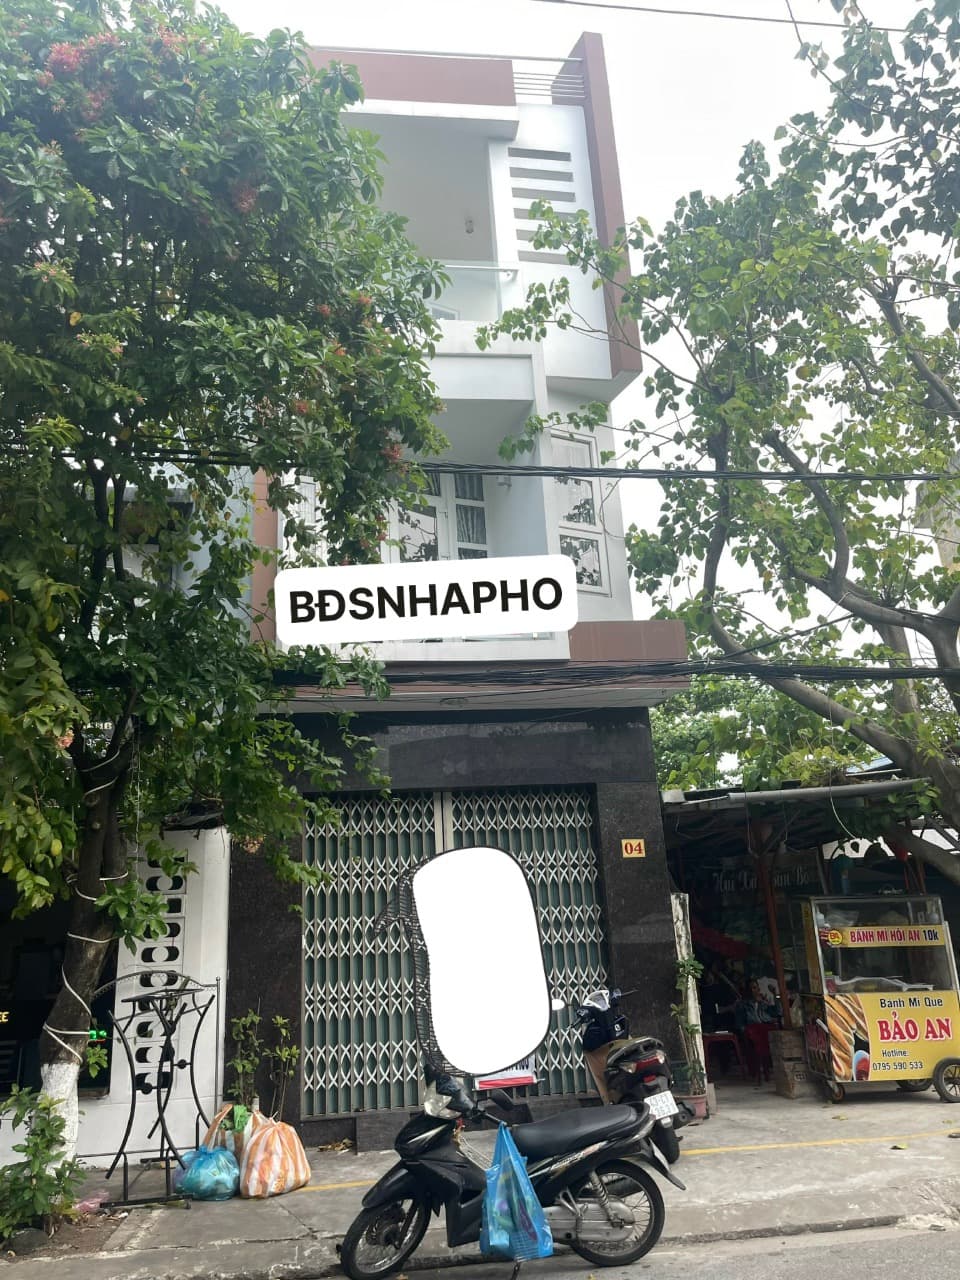 BĐSNHAPHO
04
BÁNH MÌ HỘI AN 10k
Bánh Mì Que
BẢO AN
Hotline:
0795 590 533